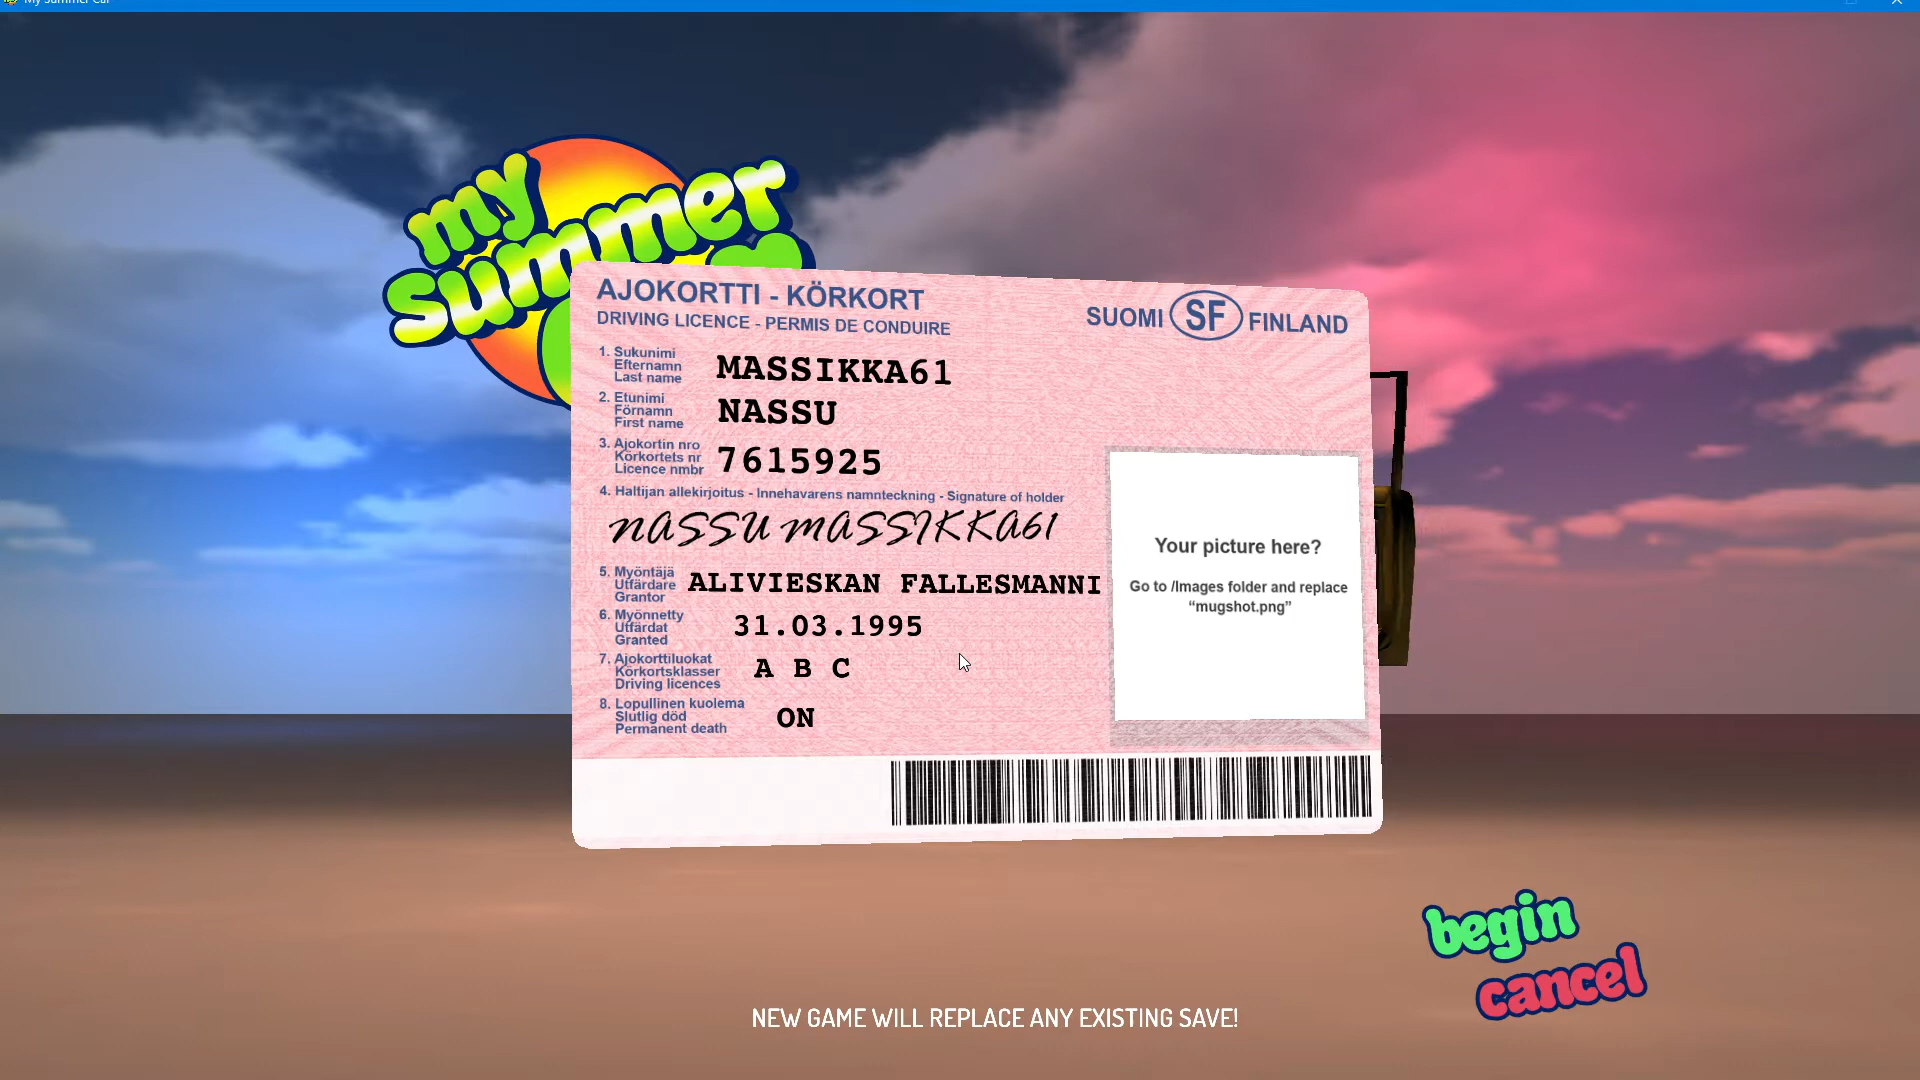 My Summer Car
my
summer
AJOKORTTI - KÖRKORT
DRIVING LICENCE - PERMIS DE CONDUIRE
SUOMI SF FINLAND
1. Sukunimi
Efternamn
Last name
MASSIKKA61
2. Etunimi
Förnamn
First name
NASSU
3. Ajokortin nro
Körkortets nr
Licence nmbr
7615925
4. Haltijan allekirjoitus - Innehavarens namnteckning - Signature of holder
NASSU MASSIKKA61
5. Myöntäjä
Utfärdare
Grantor
ALIVIESKAN FALLESMANNI
6. Myönnetty
Utfärdat
Granted
31.03.1995
7. Ajokorttiluokat
Körkortsklasser
Driving licences
A B C
8. Lopullinen kuolema
Slutlig död
Permanent death
ON
Your picture here?
Go to /Images folder and replace
“mugshot.png”
begin
cancel
NEW GAME WILL REPLACE ANY EXISTING SAVE!